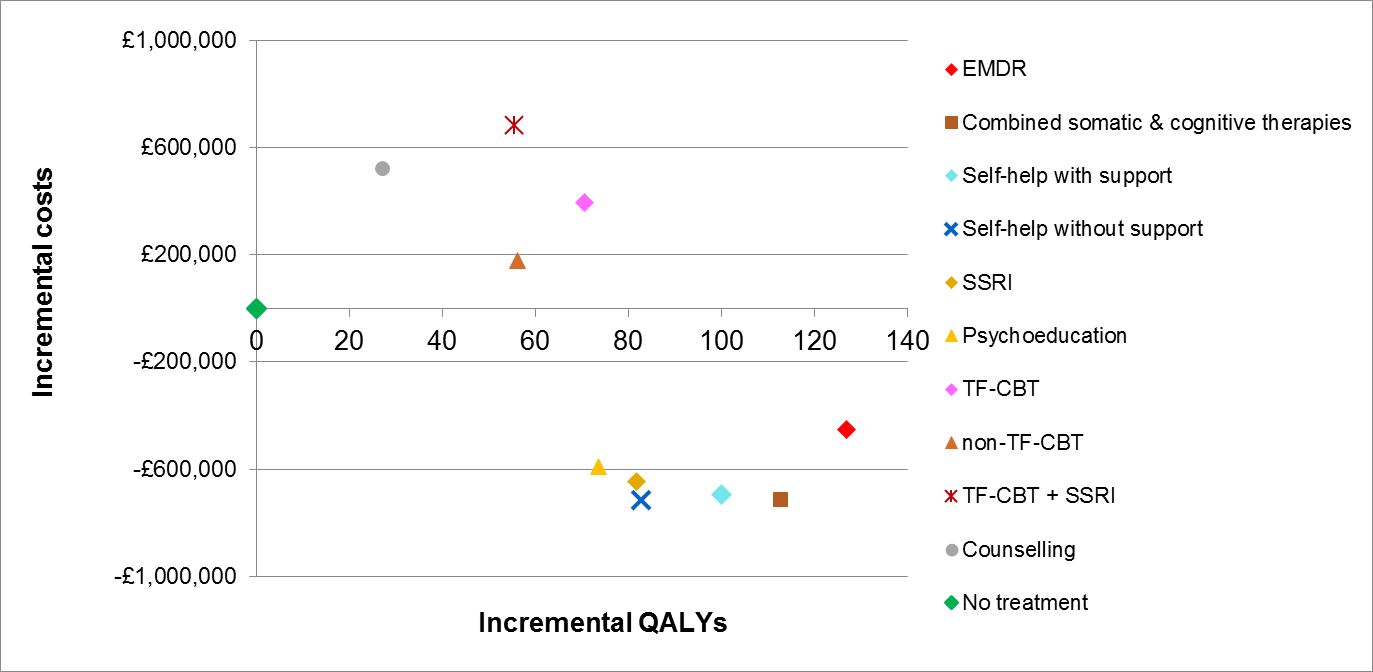 £1,000,000
£600,000
£200,000
-£200,000
-£600,000
-£1,000,000
Incremental costs
0 20 40 60 80 100 120 140
Incremental QALYs
EMDR
Combined somatic & cognitive therapies
Self-help with support
Self-help without support
SSRI
Psychoeducation
TF-CBT
non-TF-CBT
TF-CBT + SSRI
Counselling
No treatment